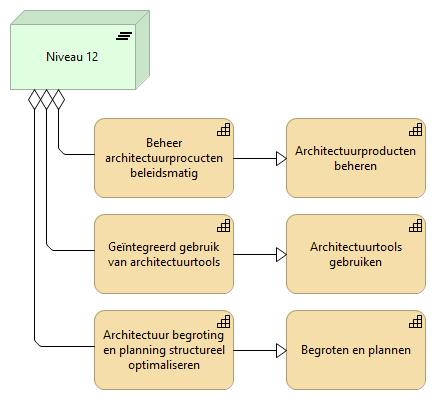 Niveau 12
Beheer
architectuurprocucten
beleidsmatig
Architectuurproducten
beheren
Geïntegreerd gebruik
van architectuurtools
Architectuurtools
gebruiken
Architectuur begroting
en planning structureel
optimaliseren
Begroten en plannen